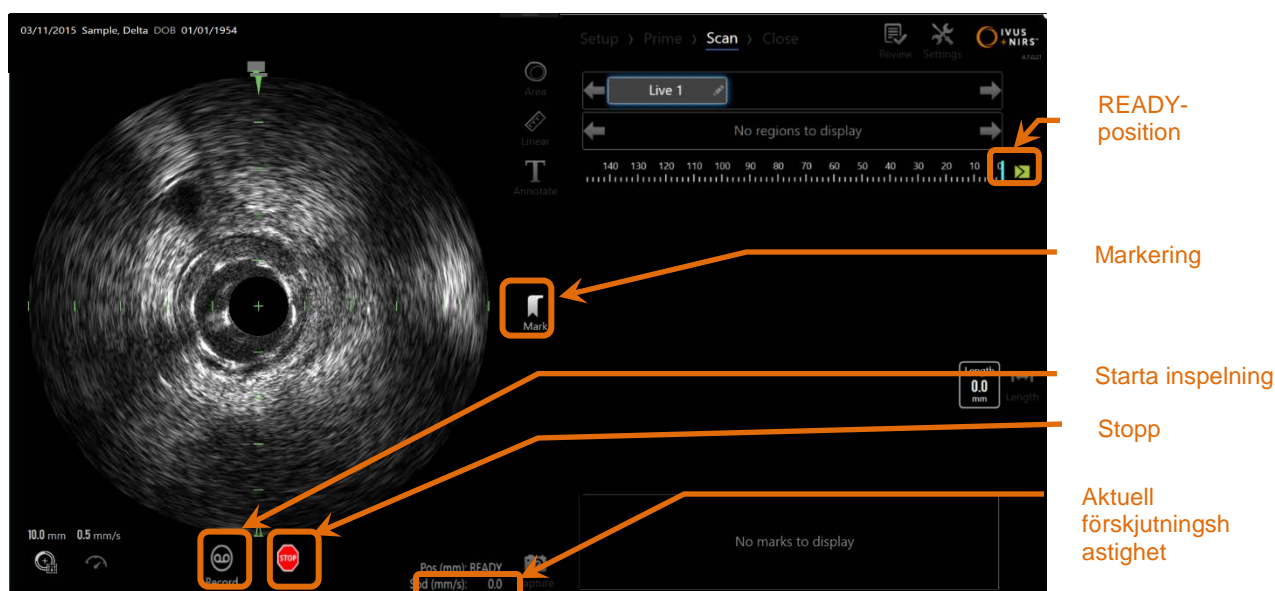 03/11/2015 Sample, Delta DOB 01/01/1954
Setup › Prime › Scan › Close
Review
Settings
IVUS
+NIRS™
Area
Live 1
Linear
No regions to display
140 130 120 110 100 90 80 70 60 50 40 30 20 10 0
Annotate
READY-
position
Mark
Markering
Length
0.0
mm
Length
Starta inspelning
Stopp
10.0 mm 0.5 mm/s
STOP
Record
Pos (mm): READY
Spd (mm/s): 0.0
No marks to display
Aktuell
förskjutningsh
astighet